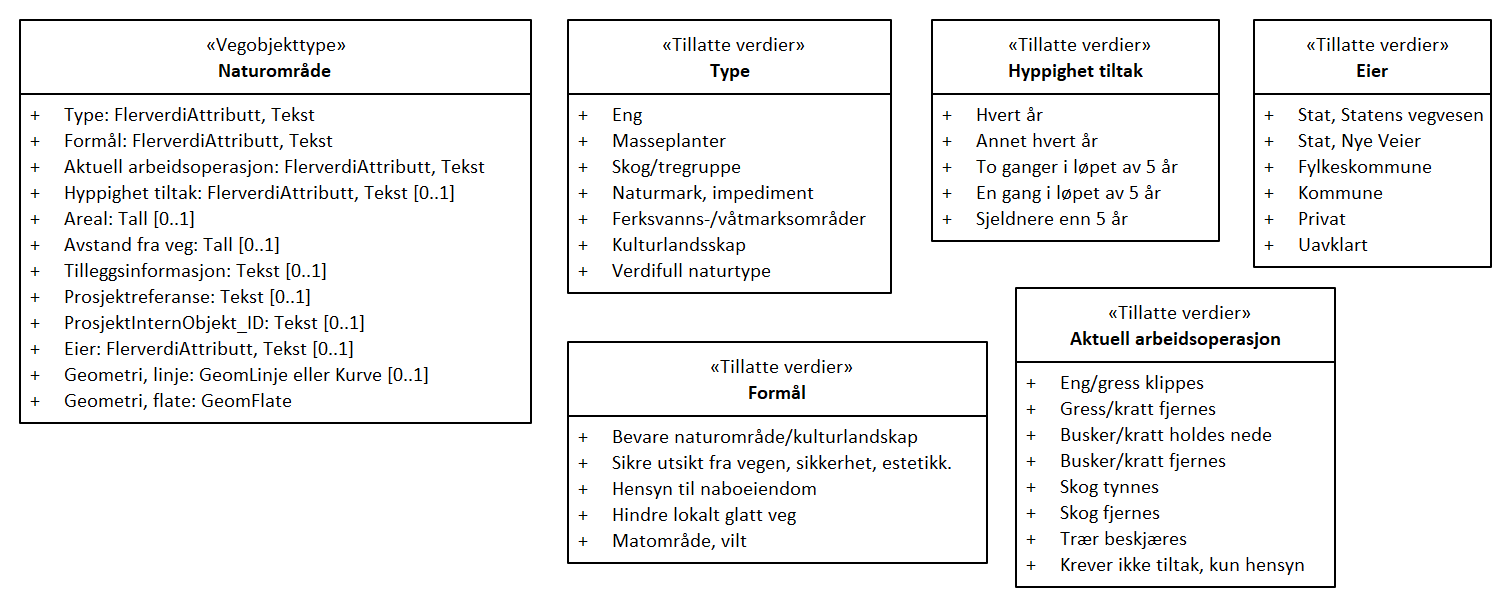 «Vegobjekttype»
Naturområde
+ Type: FlerverdiAttributt, Tekst
+ Formål: FlerverdiAttributt, Tekst
+ Aktuell arbeidsoperasjon: FlerverdiAttributt, Tekst
+ Hyppighet tiltak: FlerverdiAttributt, Tekst [0..1]
+ Areal: Tall [0..1]
+ Avstand fra veg: Tall [0..1]
+ Tilleggsinformasjon: Tekst [0..1]
+ Prosjektreferanse: Tekst [0..1]
+ ProsjektInternObjekt_ID: Tekst [0..1]
+ Eier: FlerverdiAttributt, Tekst [0..1]
+ Geometri, linje: GeomLinje eller Kurve [0..1]
+ Geometri, flate: GeomFlate
«Tillatte verdier»
Type
+ Eng
+ Masseplanter
+ Skog/tregruppe
+ Naturmark, impediment
+ Ferksvanns-/våtmarksområder
+ Kulturlandsskap
+ Verdifull naturtype
«Tillatte verdier»
Hyppighet tiltak
+ Hvert år
+ Annet hvert år
+ To ganger i løpet av 5 år
+ En gang i løpet av 5 år
+ Sjeldnere enn 5 år
«Tillatte verdier»
Eier
+ Stat, Statens vegvesen
+ Stat, Nye Veier
+ Fylkeskommune
+ Kommune
+ Privat
+ Uavklart
«Tillatte verdier»
Formål
+ Bevare naturområde/kulturlandskap
+ Sikre utsikt fra vegen, sikkerhet, estetikk.
+ Hensyn til naboeiendom
+ Hindre lokalt glatt veg
+ Matområde, vilt
«Tillatte verdier»
Aktuell arbeidsoperasjon
+ Eng/gress klippes
+ Gress/kratt fjernes
+ Busker/kratt holdes nede
+ Busker/kratt fjernes
+ Skog tynnes
+ Skog fjernes
+ Trær beskjæres
+ Krever ikke tiltak, kun hensyn